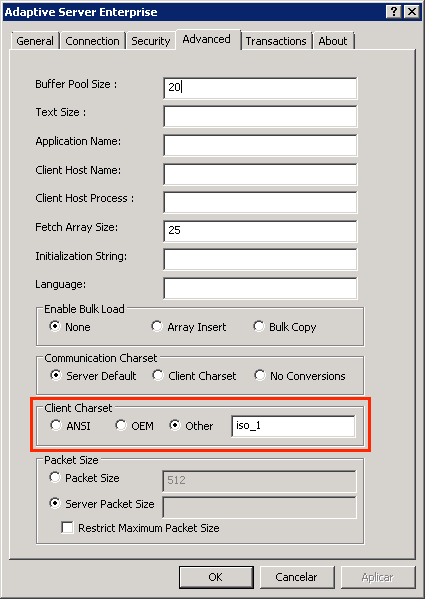 Adaptive Server Enterprise
General Connection Security Advanced Transactions About
Buffer Pool Size : 20
Text Size :
Application Name:
Client Host Name:
Client Host Process :
Fetch Array Size: 25
Initialization String:
Language:
Enable Bulk Load
None Array Insert Bulk Copy
Communication Charset
Server Default Client Charset No Conversions
Client Charset
ANSI OEM Other iso_1
Packet Size
Packet Size 512
Server Packet Size
Restrict Maximum Packet Size
OK Cancelar Aplicar